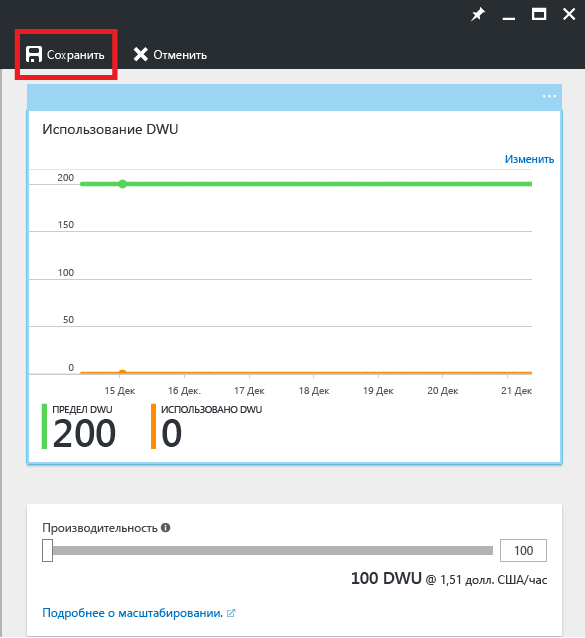 Сохранить Отменить
Использование DWU
Изменить
200
150
100
50
0
15 Дек 16 Дек. 17 Дек 18 Дек 19 Дек 20 Дек 21 Дек
ПРЕДЕЛ DWU ИСПОЛЬЗОВАНО DWU
200 0
Производительность
100
100 DWU @ 1,51 долл. США/час
Подробнее о масштабировании.